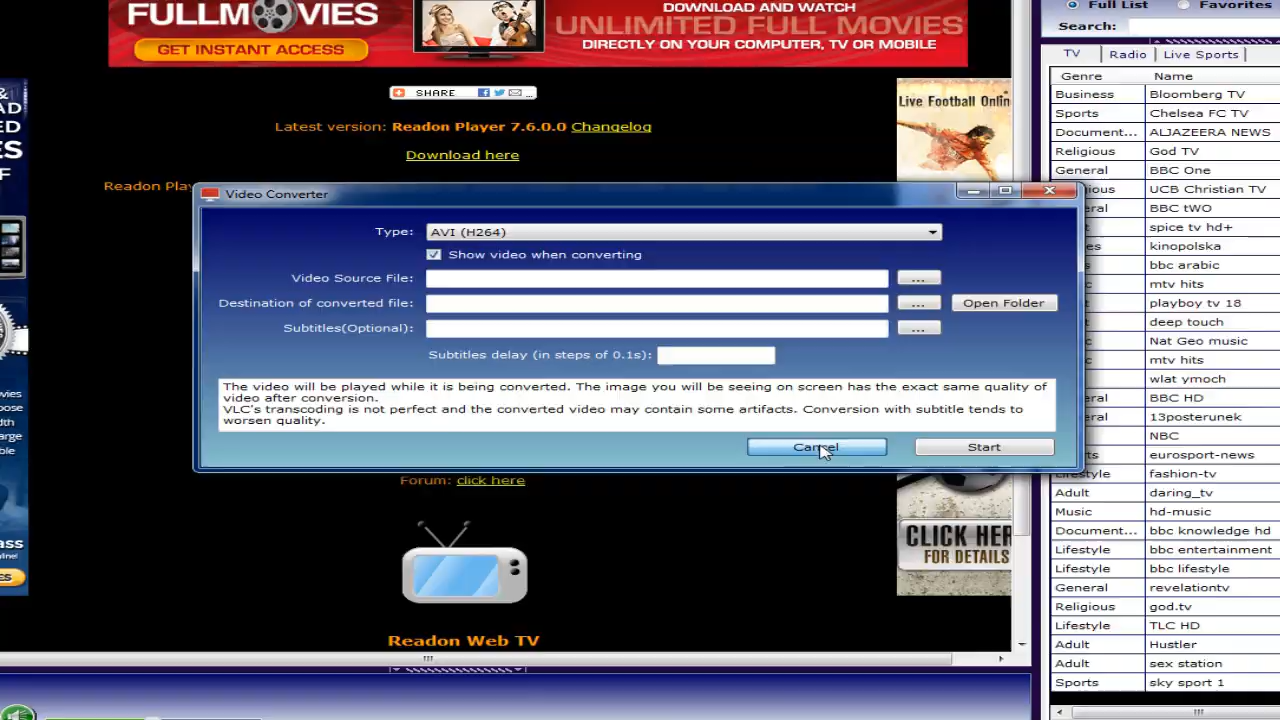 FULLMOVIES
GET INSTANT ACCESS
DOWNLOAD AND WATCH
UNLIMITED FULL MOVIES
DIRECTLY ON YOUR COMPUTER, TV OR MOBILE
SHARE
Latest version: Readon Player 7.6.0.0 Changelog
Download here
Readon Play
Live Football Onlin
Video Converter
Type: AVI (H264)
Show video when converting
Video Source File: ...
Destination of converted file: ... Open Folder
Subtitles(Optional): ...
Subtitles delay (in steps of 0.1s):
The video will be played while it is being converted. The image you will be seeing on screen has the exact same quality of
video after conversion.
VLC's transcoding is not perfect and the converted video may contain some artifacts. Conversion with subtitle tends to
worsen quality.
Cancel Start
Forum: click here
CLICK HER
FOR DETAILS
Readon Web TV
Full List Favorites
Search:
TV Radio Live Sports
Genre Name
Business Bloomberg TV
Sports Chelsea FC TV
Document... ALJAZEERA NEWS
Religious God TV
General BBC One
gious UCB Christian TV
eral BBC tWO
spice tv hd+
kinopolska
bbc arabic
mtv hits
playboy tv 18
deep touch
Nat Geo music
mtv hits
wlat ymoch
eral BBC HD
eral 13posterunek
NBC
rts eurosport-news
estyle fashion-tv
Adult daring_tv
Music hd-music
Document... bbc knowledge hd
Lifestyle bbc entertainment
Lifestyle bbc lifestyle
General revelationtv
Religious god.tv
Lifestyle TLC HD
Adult Hustler
Adult sex station
Sports sky sport 1